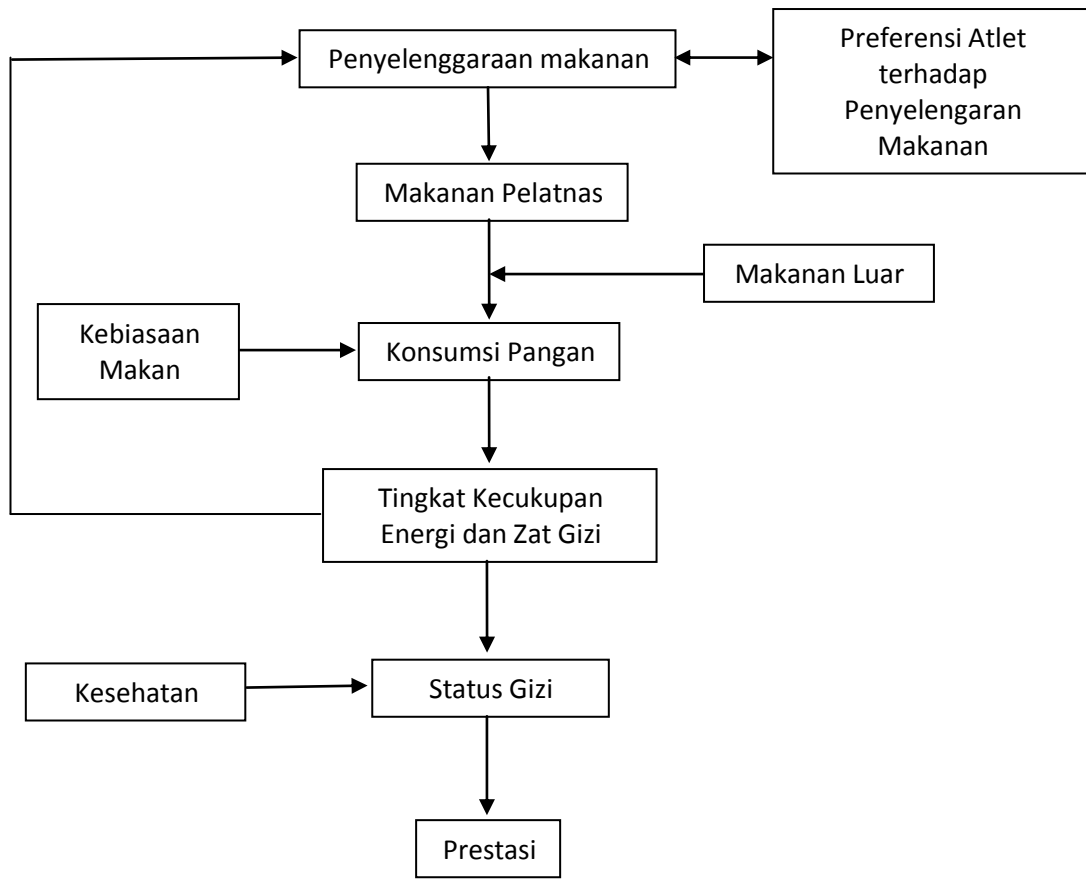 Penyelenggaraan makanan
Preferensi Atlet
terhadap
Penyelengaran
Makanan
Makanan Pelatnas
Makanan Luar
Kebiasaan
Makan
Konsumsi Pangan
Tingkat Kecukupan
Energi dan Zat Gizi
Kesehatan
Status Gizi
Prestasi